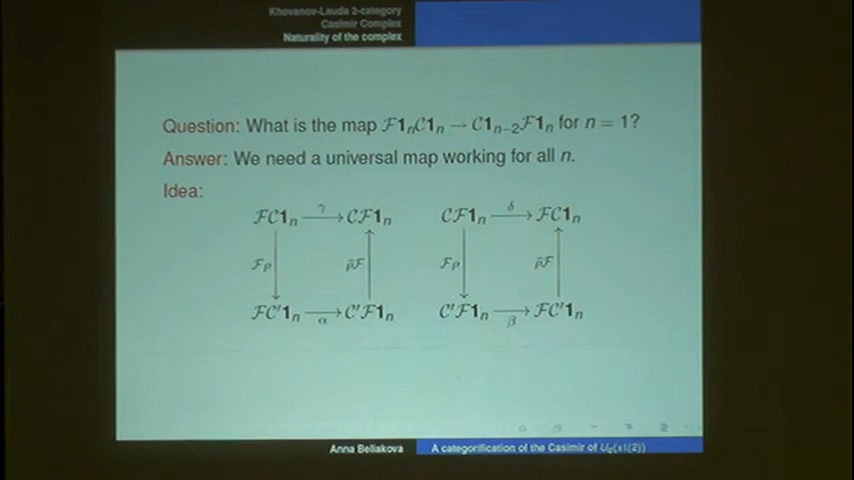 Khovanov-Lauda 2-category
Casimir Complex
Naturality of the complex
Question: What is the map ℱ1ₙ𝒞1ₙ → 𝒞1ₙ₋₂ℱ1ₙ for n = 1?
Answer: We need a universal map working for all n.
Idea:
ℱ𝒞1ₙ γ 𝒞ℱ1ₙ 𝒞ℱ1ₙ δ ℱ𝒞1ₙ
ℱρ ρ̄ℱ ℱρ ρ̄ℱ
ℱ𝒞′1ₙ α 𝒞′ℱ1ₙ 𝒞′ℱ1ₙ β ℱ𝒞′1ₙ
Anna Beliakova A categorification of the Casimir of U_q(sl(2))